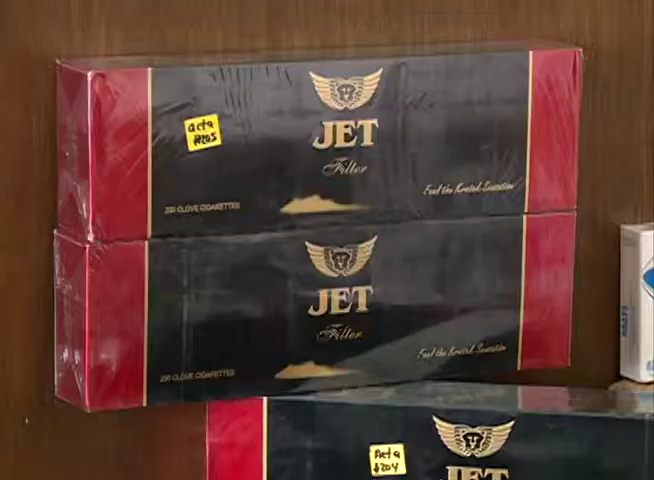 acta
#205
JET
Filter
Feel the Kretek Sensation
200 CLOVE CIGARETTES
JET
Filter
Feel the Kretek Sensation
200 CLOVE CIGARETTES
Acta
#204
JET